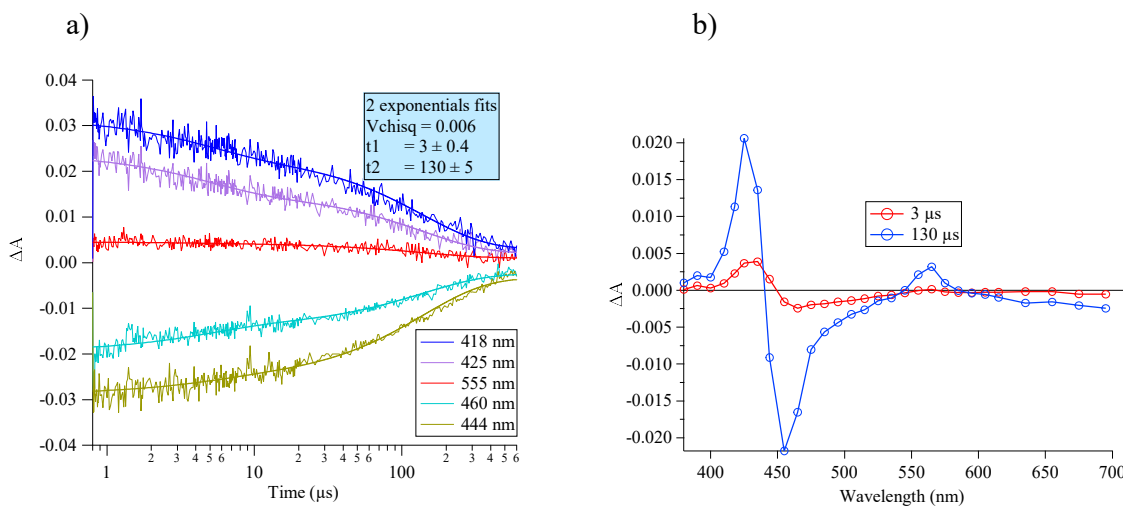 a)
b)
0.04
0.03
0.02
0.01
0.00
-0.01
-0.02
-0.03
-0.04
ΔA
2 exponentials fits
Vchisq = 0.006
t1 = 3 ± 0.4
t2 = 130 ± 5
418 nm
425 nm
555 nm
460 nm
444 nm
1 2 3 4 5 6 10 2 3 4 5 6 100 2 3 4 5 6
Time (µs)
0.020
0.015
0.010
0.005
0.000
-0.005
-0.010
-0.015
-0.020
ΔA
3 µs
130 µs
400 450 500 550 600 650 700
Wavelength (nm)